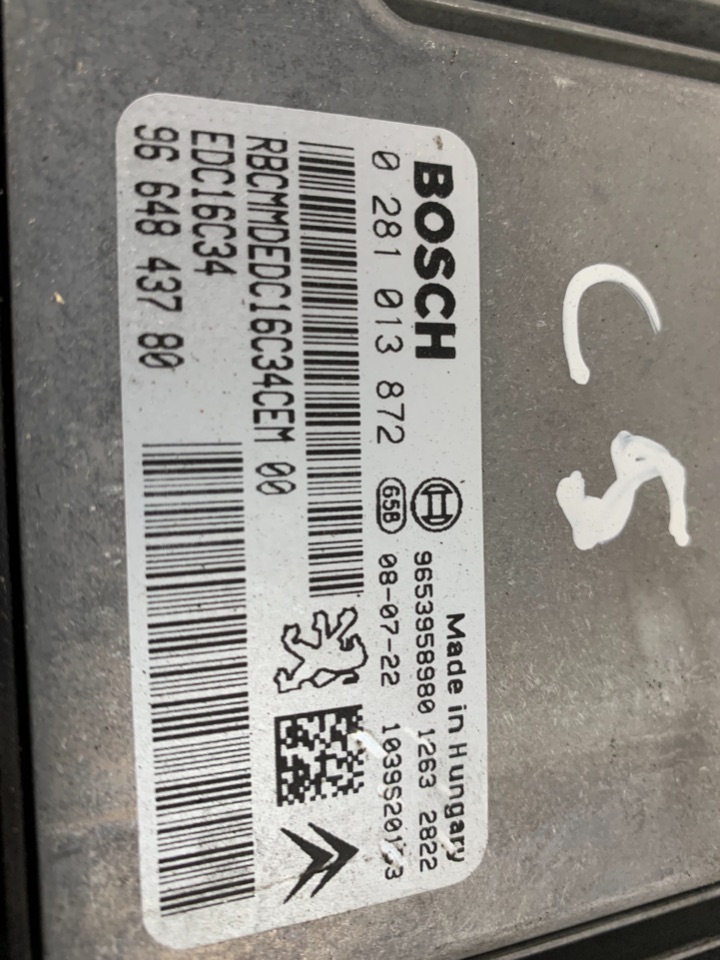 C 5
BOSCH
Made in Hungary
0 281 013 872
9653958980 1263 2822
658 08-07-22
RBCMMDEDC16C34CEM 00
EDC16C34
96 648 437 80